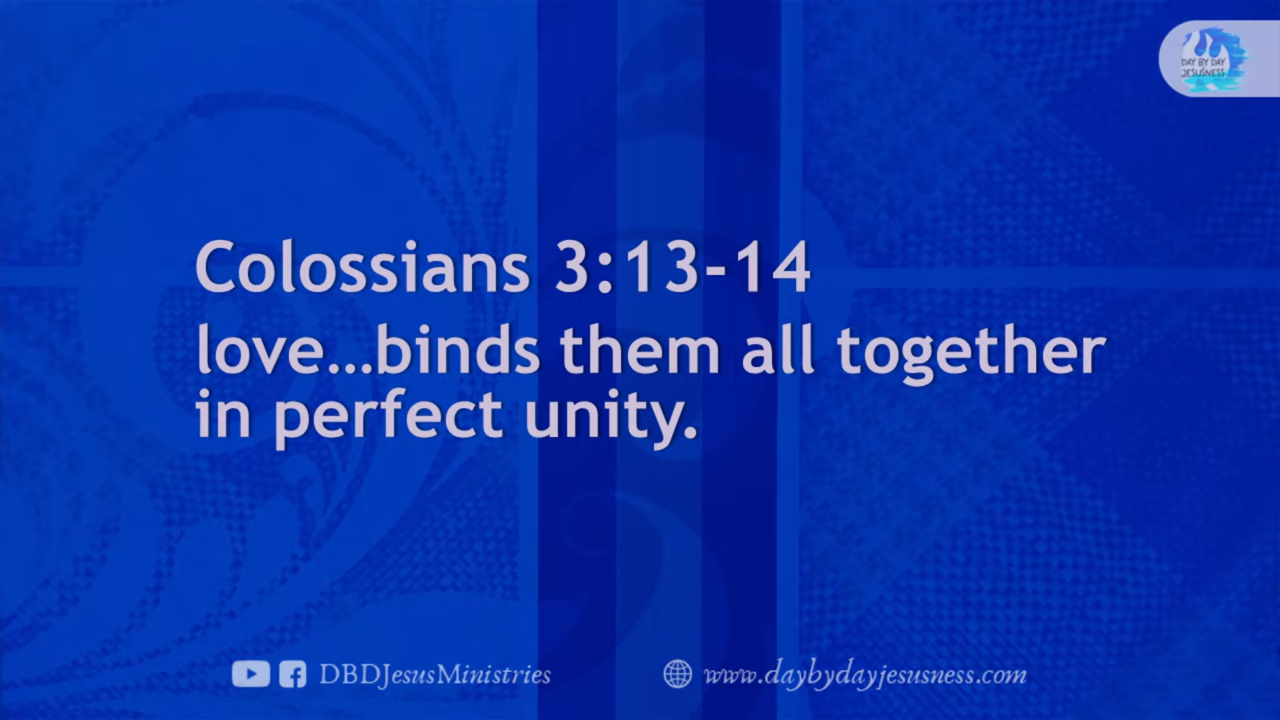 DAY BY DAY
JESUSNESS
Colossians 3:13-14
love...binds them all together
in perfect unity.
DBDJesusMinistries
www.daybydayjesusness.com